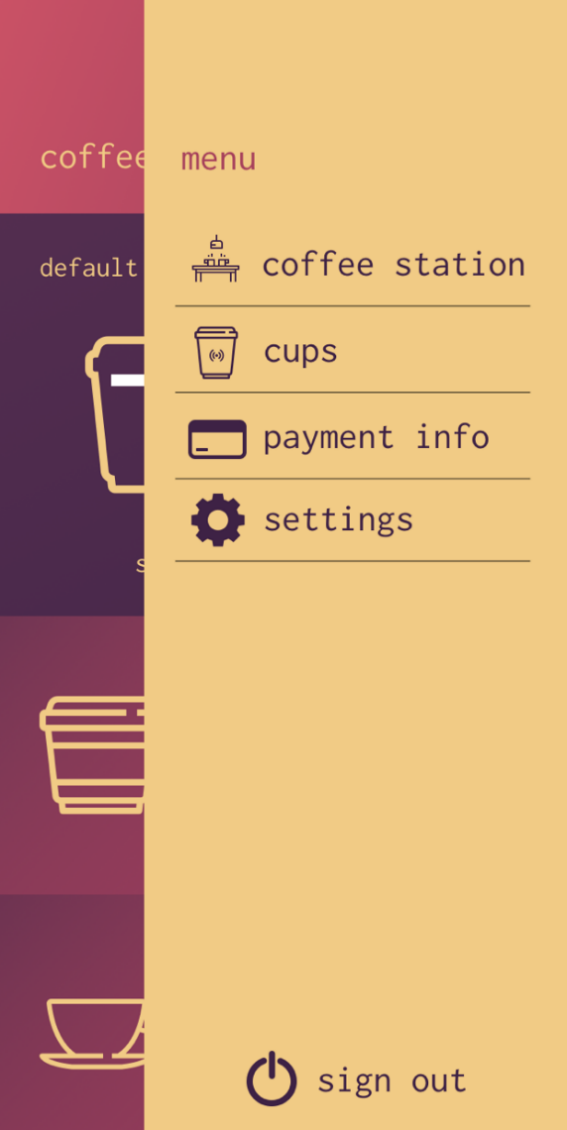 coffee
menu
default
coffee station
cups
payment info
settings
sign out